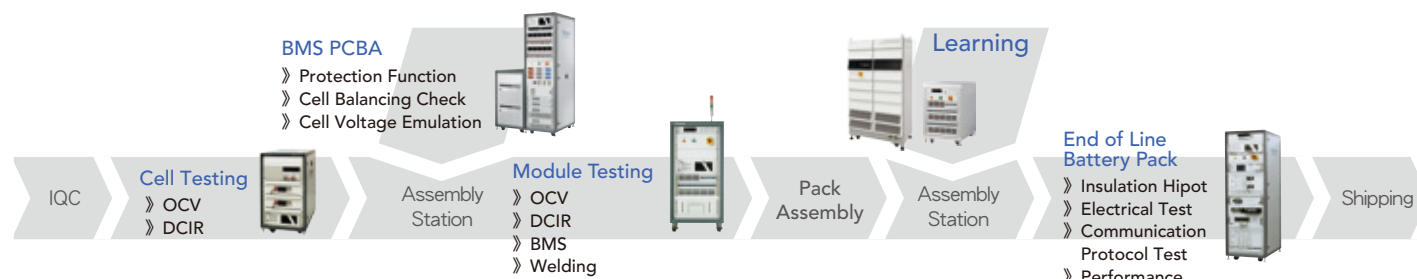 BMS PCBA
》Protection Function
》Cell Balancing Check
》Cell Voltage Emulation
Learning
IQC
Cell Testing
》OCV
》DCIR
Assembly
Station
Module Testing
》OCV
》DCIR
》BMS
》Welding
Pack
Assembly
Assembly
Station
End of Line
Battery Pack
》Insulation Hipot
》Electrical Test
》Communication
Protocol Test
》Performance
Shipping